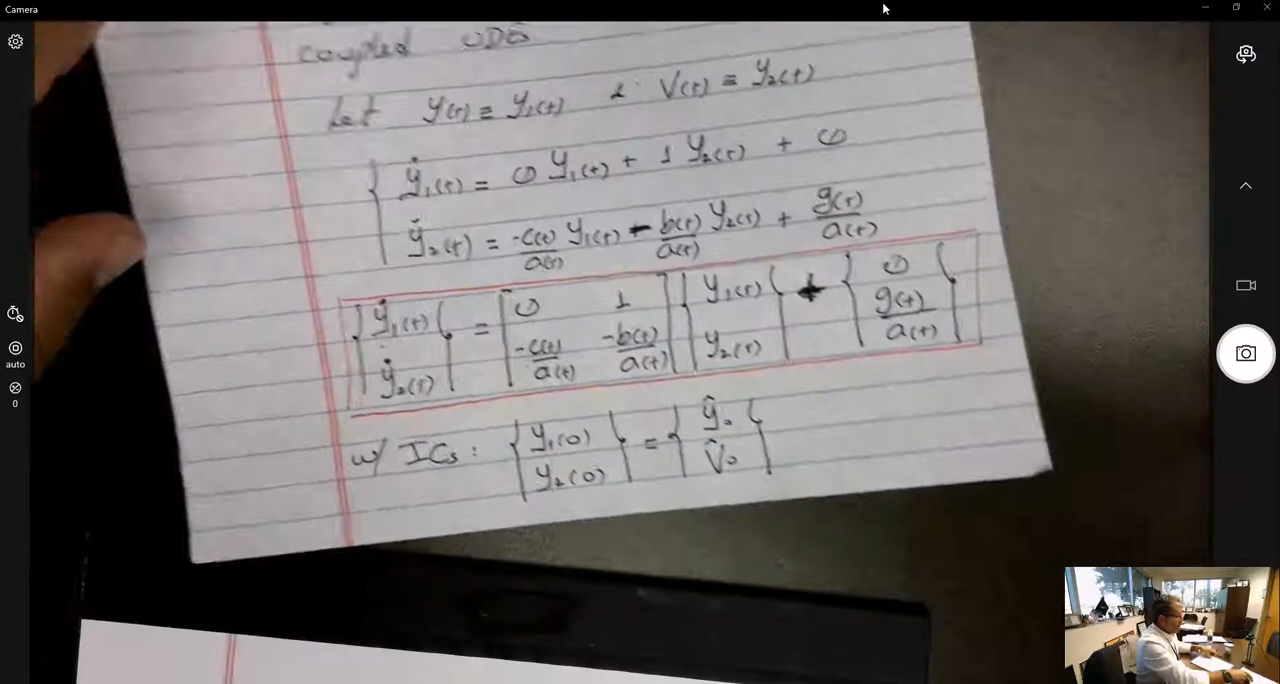 Camera
coupled ODEs
Let y(t) ≡ y₁(t) & V(t) ≡ y₂(t)
ẏ₁(t) = 0 y₁(t) + 1 y₂(t) + 0
ẏ₂(t) = -c(t)/a(t) y₁(t) - b(t)/a(t) y₂(t) + g(t)/a(t)
{ẏ₁(t) ẏ₂(t)} = [0 1 -c(t)/a(t) -b(t)/a(t)] {y₁(t) y₂(t)} + {0 g(t)/a(t)}
w/ ICs: {y₁(0) y₂(0)} = {ŷ₀ V̂₀}
auto
0